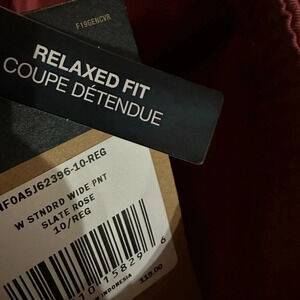 F19GENCVR
RELAXED FIT
COUPE DÉTENDUE
NF0A5J62396-10-REG
W STNDRD WIDE PNT
SLATE ROSE
10/REG
INDONESIA